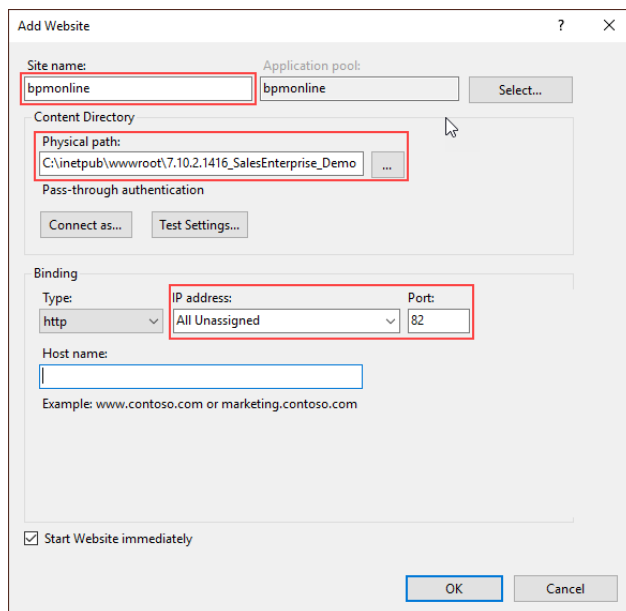 Add Website
?
Site name:
Application pool:
bpmonline
bpmonline
Select...
Content Directory
Physical path:
C:\inetpub\wwwroot\7.10.2.1416_SalesEnterprise_Demo
...
Pass-through authentication
Connect as...
Test Settings...
Binding
Type:
IP address:
Port:
http
All Unassigned
82
Host name:
Example: www.contoso.com or marketing.contoso.com
Start Website immediately
OK
Cancel